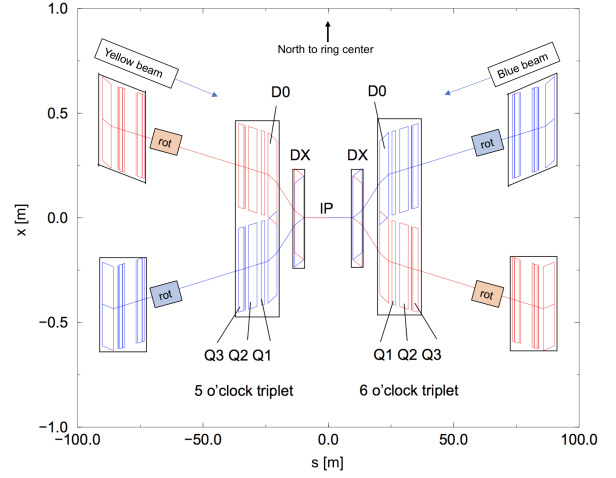 1.0
North to ring center
Yellow beam
Blue beam
0.5
D0
D0
rot
rot
DX
DX
IP
0.0
x [m]
rot
rot
−0.5
Q3 Q2 Q1
Q1 Q2 Q3
5 o'clock triplet
6 o'clock triplet
−1.0
−100.0
−50.0
0.0
50.0
100.0
s [m]